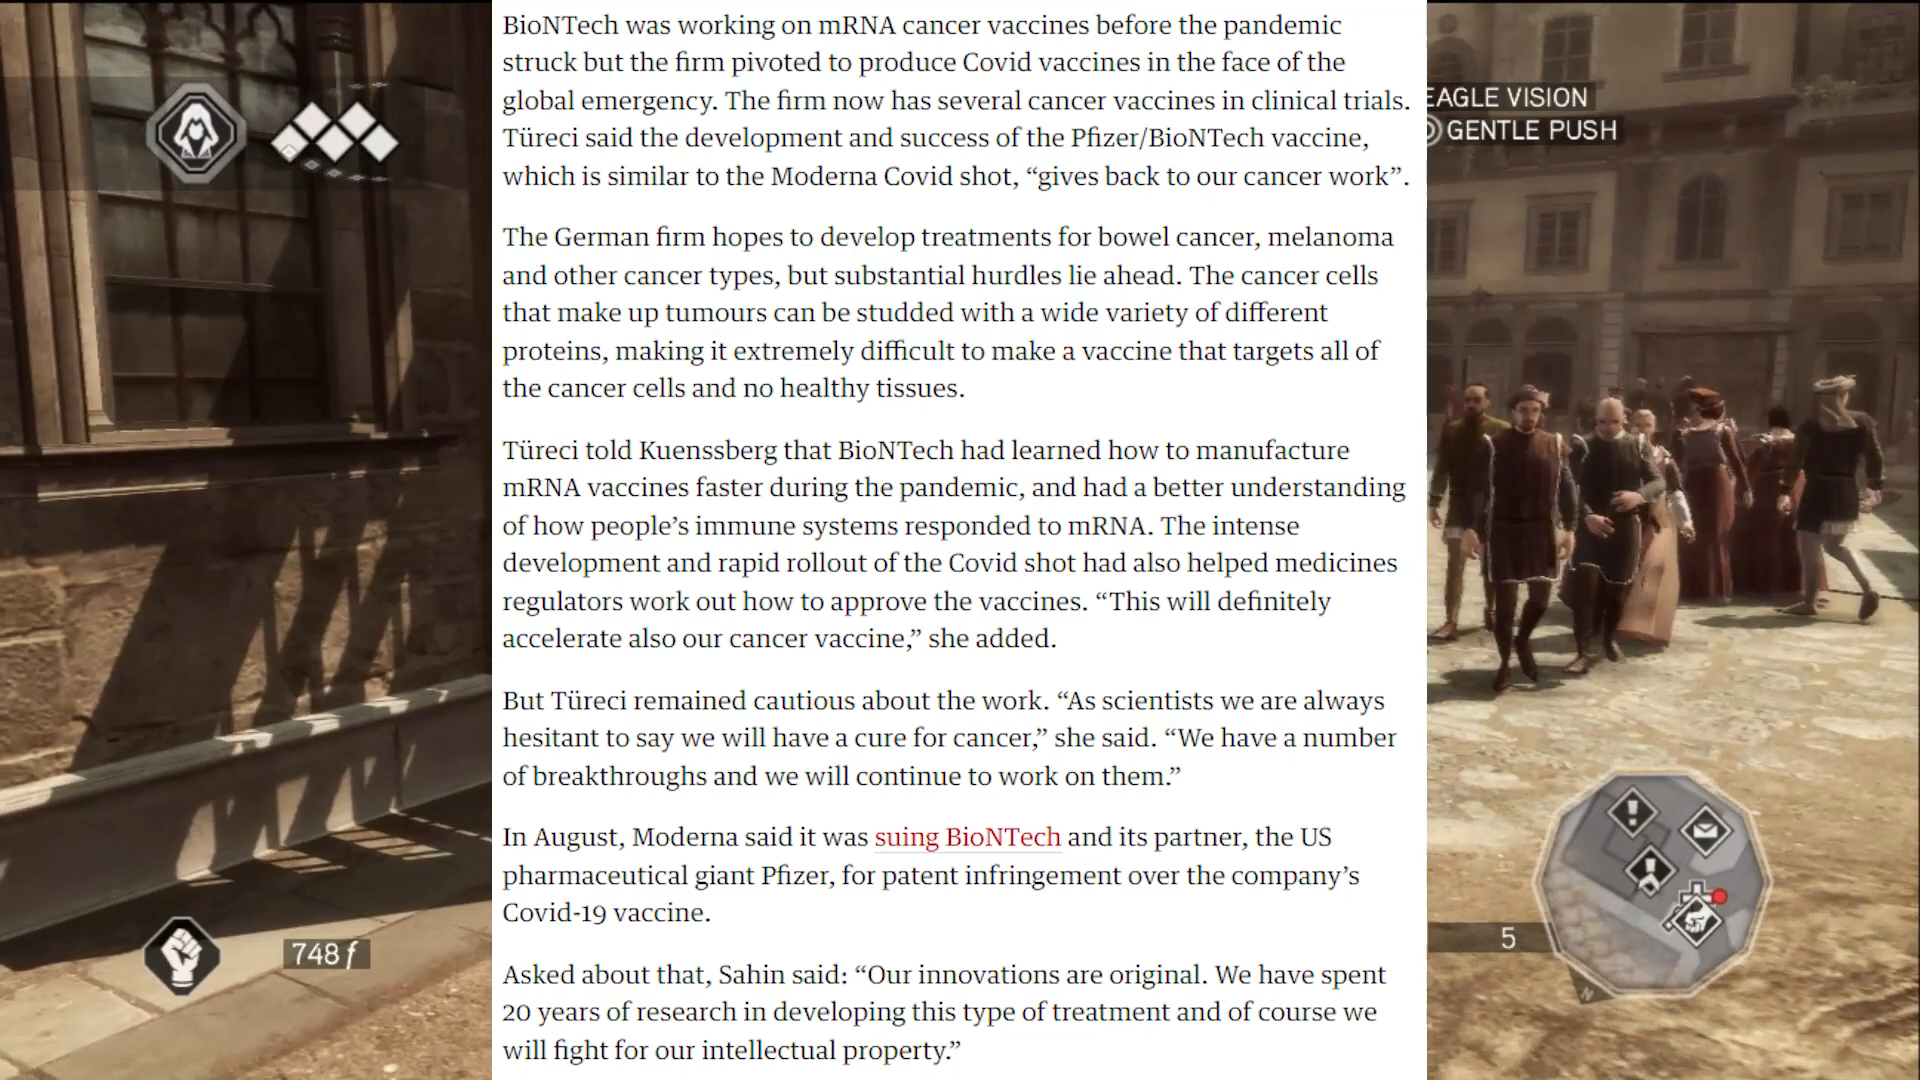 BioNTech was working on mRNA cancer vaccines before the pandemic
struck but the firm pivoted to produce Covid vaccines in the face of the
global emergency. The firm now has several cancer vaccines in clinical trials.
Türeci said the development and success of the Pfizer/BioNTech vaccine,
which is similar to the Moderna Covid shot, “gives back to our cancer work”.
The German firm hopes to develop treatments for bowel cancer, melanoma
and other cancer types, but substantial hurdles lie ahead. The cancer cells
that make up tumours can be studded with a wide variety of different
proteins, making it extremely difficult to make a vaccine that targets all of
the cancer cells and no healthy tissues.
Türeci told Kuenssberg that BioNTech had learned how to manufacture
mRNA vaccines faster during the pandemic, and had a better understanding
of how people’s immune systems responded to mRNA. The intense
development and rapid rollout of the Covid shot had also helped medicines
regulators work out how to approve the vaccines. “This will definitely
accelerate also our cancer vaccine,” she added.
But Türeci remained cautious about the work. “As scientists we are always
hesitant to say we will have a cure for cancer,” she said. “We have a number
of breakthroughs and we will continue to work on them.”
In August, Moderna said it was suing BioNTech and its partner, the US
pharmaceutical giant Pfizer, for patent infringement over the company’s
Covid-19 vaccine.
Asked about that, Sahin said: “Our innovations are original. We have spent
20 years of research in developing this type of treatment and of course we
will fight for our intellectual property.”
EAGLE VISION
GENTLE PUSH
748 f
5
N